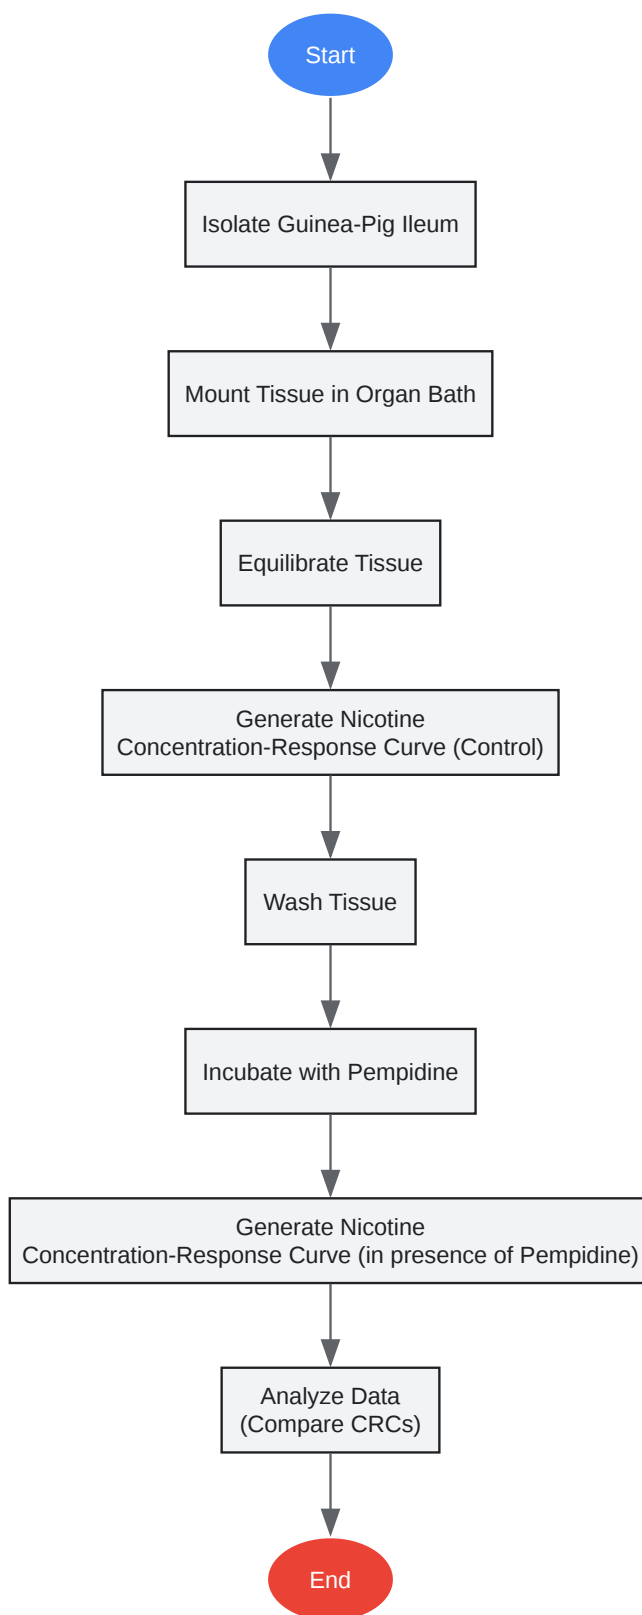 Start
Isolate Guinea-Pig Ileum
Mount Tissue in Organ Bath
Equilibrate Tissue
Generate Nicotine
Concentration-Response Curve (Control)
Wash Tissue
Incubate with Pempidine
Generate Nicotine
Concentration-Response Curve (in presence of Pempidine)
Analyze Data
(Compare CRCs)
End